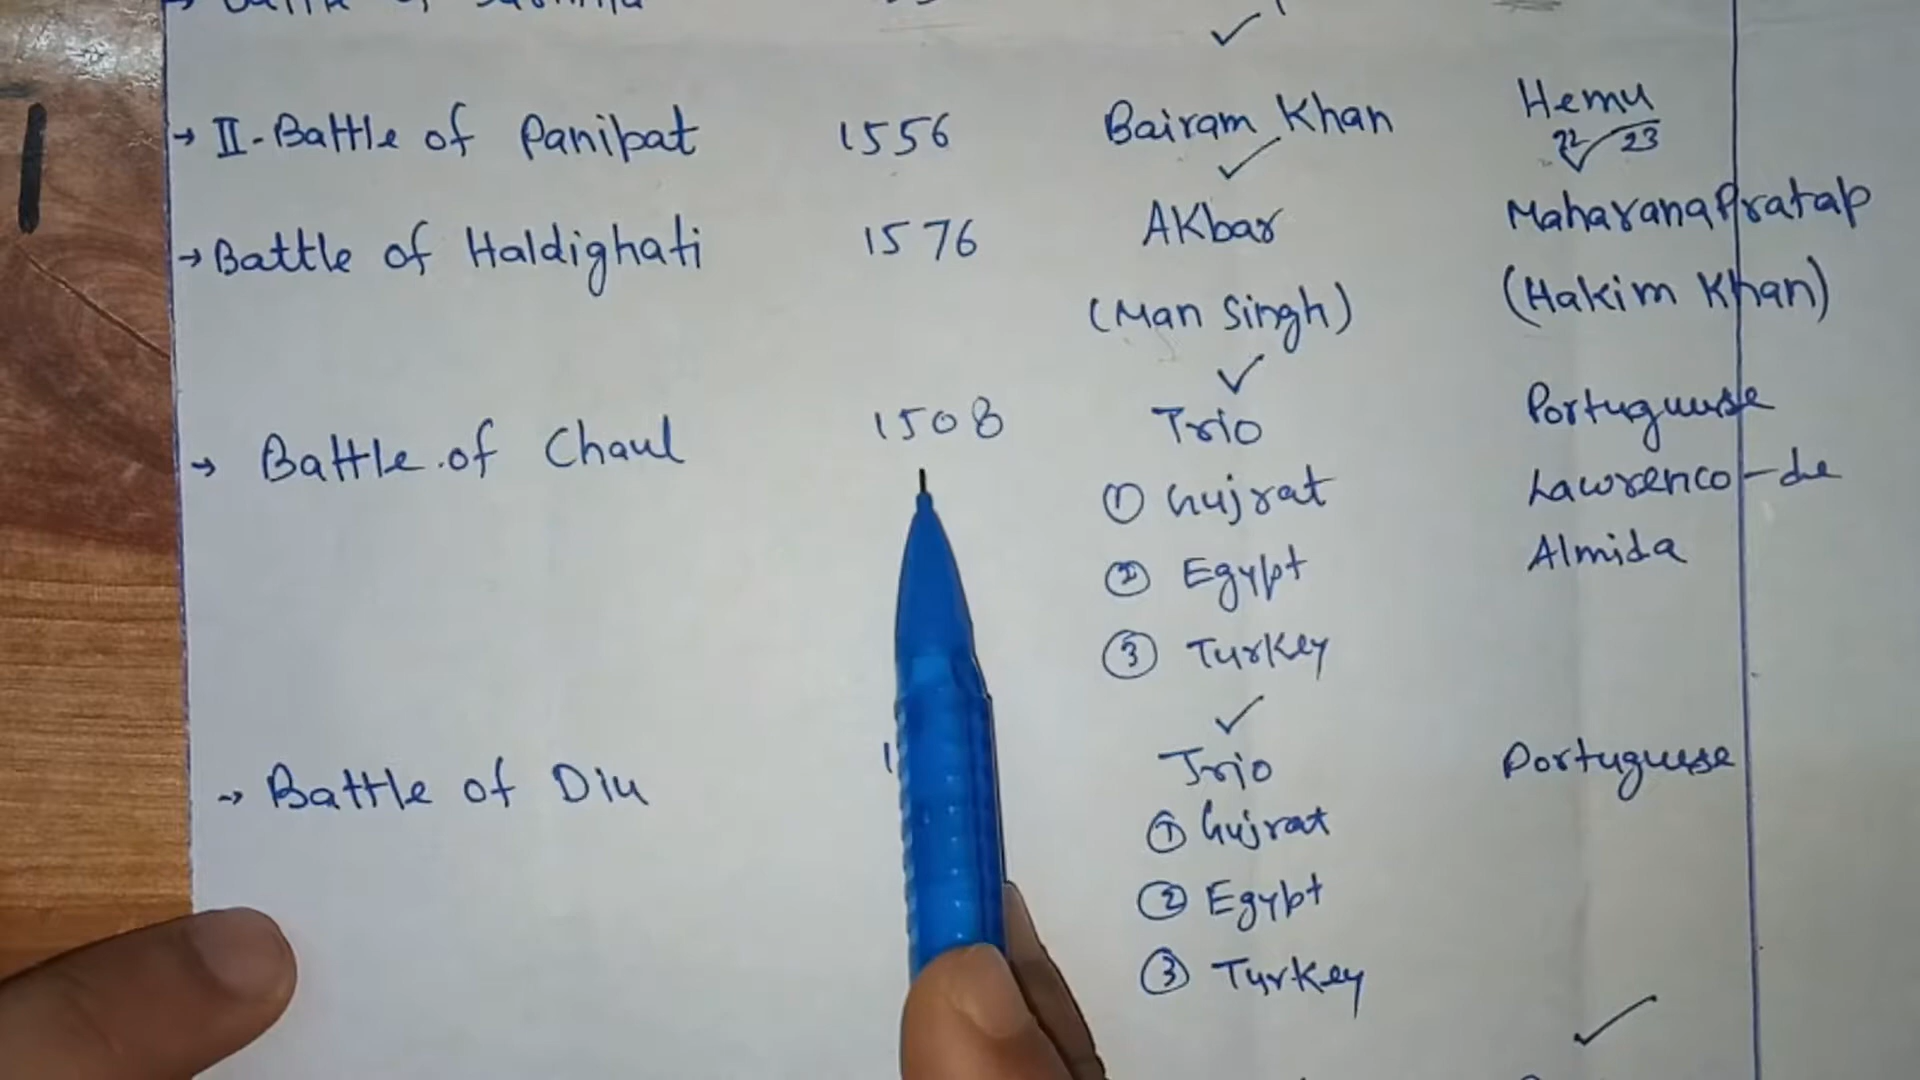 → II-Battle of Panipat 1556 Bairam Khan Hemu
✓ 22 ✓ 23
→ Battle of Haldighati 1576 Akbar Maharana Pratap
(Man Singh) (Hakim Khan)
✓
→ Battle of Chaul 1508 Trio Portuguese
① Gujrat Lawrenco-de
② Egypt Almida
③ Turkey
✓
→ Battle of Diu Trio Portuguese
① Gujrat
② Egypt
③ Turkey
✓